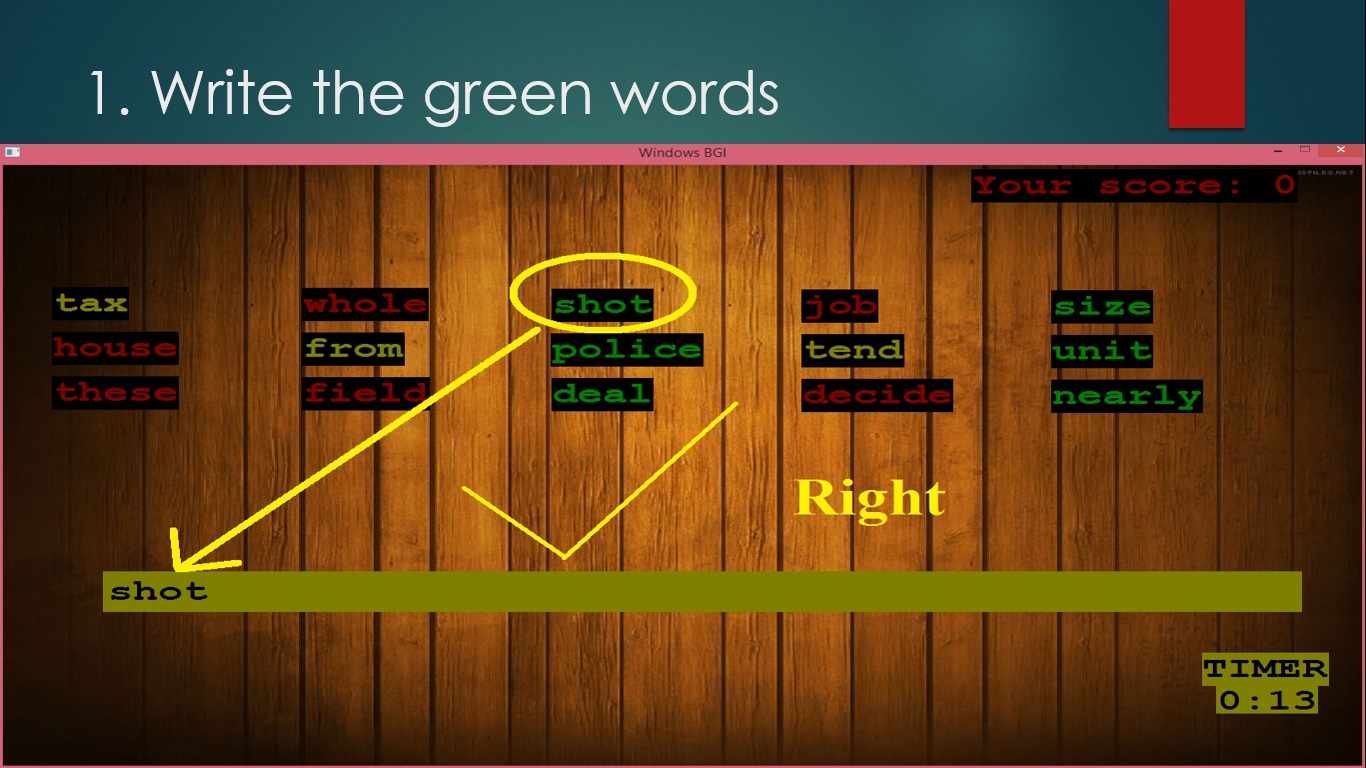 1. Write the green words
Windows BGI
Your score: 0
tax whole shot job size
house from police tend unit
these field deal decide nearly
Right
shot
TIMER
0:13